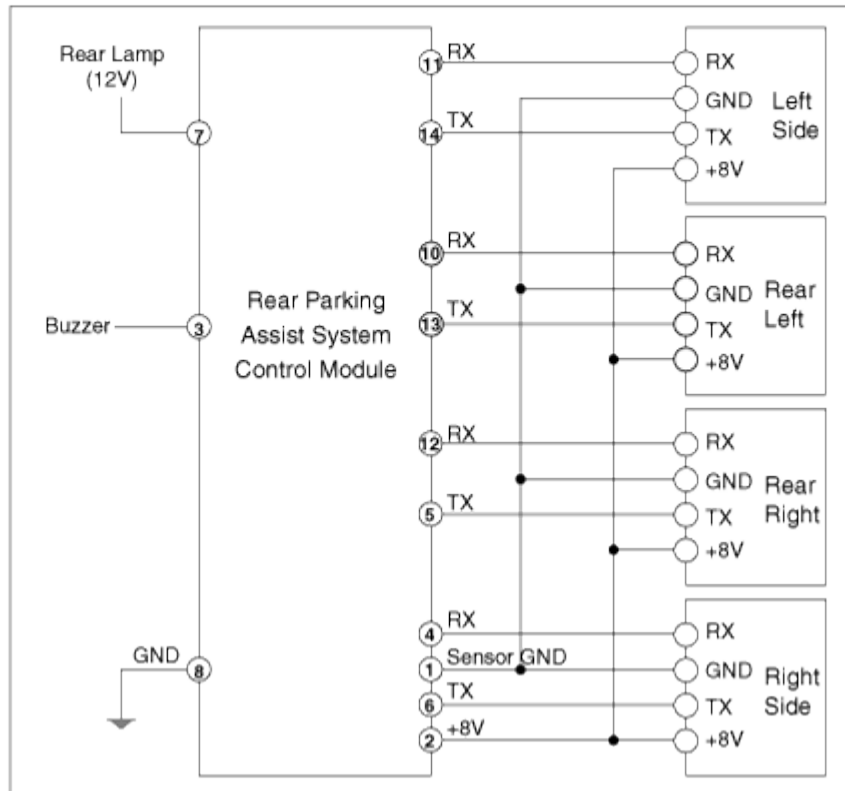 Rear Lamp
(12V)
7
Buzzer
3
GND
8
Rear Parking
Assist System
Control Module
11
RX
14
TX
10
RX
13
TX
12
RX
5
TX
4
RX
1
Sensor GND
6
TX
2
+8V
RX
GND
TX
+8V
Left
Side
RX
GND
TX
+8V
Rear
Left
RX
GND
TX
+8V
Rear
Right
RX
GND
TX
+8V
Right
Side